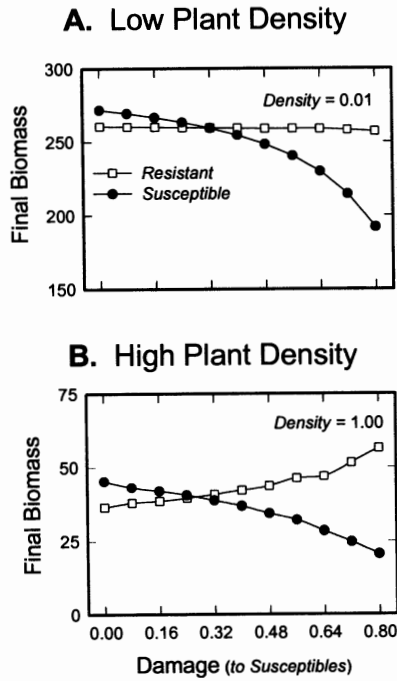 A. Low Plant Density
300
250
200
150
Final Biomass
Density = 0.01
Resistant
Susceptible
B. High Plant Density
75
50
25
0
Final Biomass
Density = 1.00
0.00 0.16 0.32 0.48 0.64 0.80
Damage (to Susceptibles)